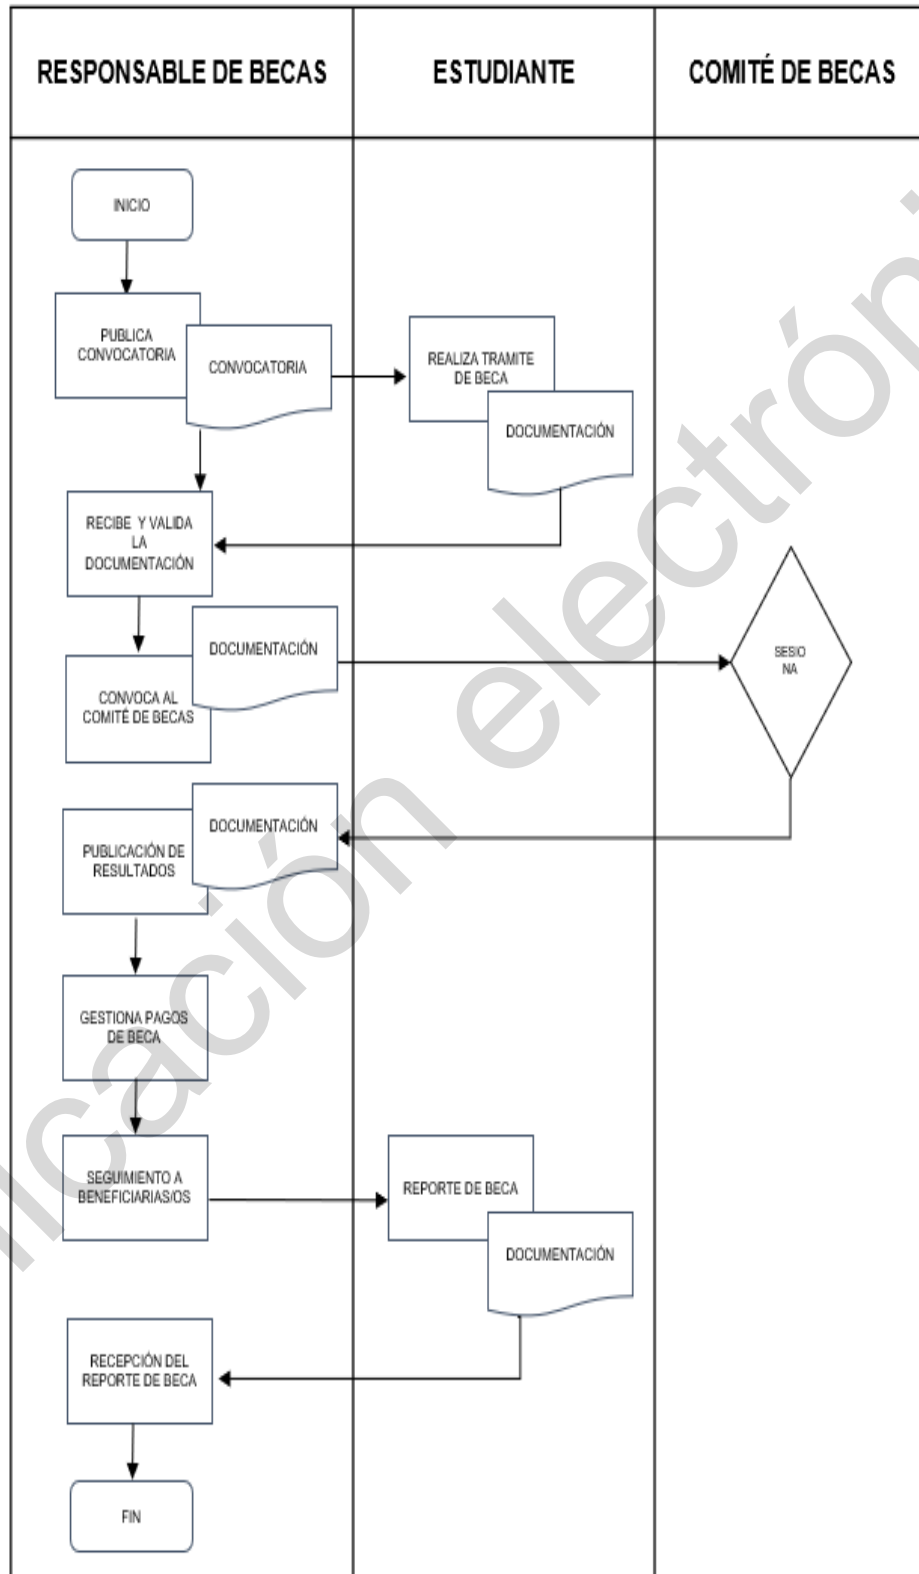 RESPONSABLE DE BECAS
ESTUDIANTE
COMITÉ DE BECAS
INICIO
PUBLICA
CONVOCATORIA
CONVOCATORIA
REALIZA TRAMITE
DE BECA
DOCUMENTACIÓN
RECIBE Y VALIDA
LA
DOCUMENTACIÓN
DOCUMENTACIÓN
CONVOCA AL
COMITÉ DE BECAS
SESIO
NA
DOCUMENTACIÓN
PUBLICACIÓN DE
RESULTADOS
GESTIONA PAGOS
DE BECA
SEGUIMIENTO A
BENEFICIARIAS/OS
REPORTE DE BECA
DOCUMENTACIÓN
RECEPCIÓN DEL
REPORTE DE BECA
FIN
licación electróni